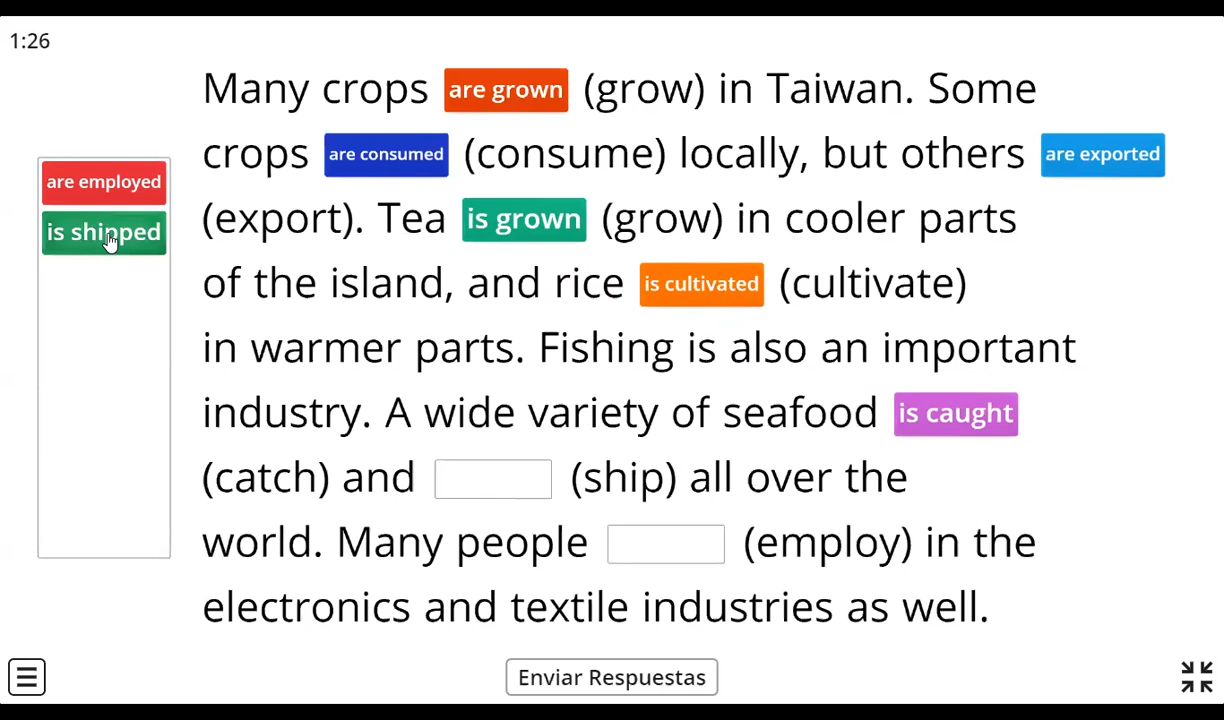 1:26
Many crops are grown (grow) in Taiwan. Some
crops are consumed (consume) locally, but others are exported
(export). Tea is grown (grow) in cooler parts
of the island, and rice is cultivated (cultivate)
in warmer parts. Fishing is also an important
industry. A wide variety of seafood is caught
(catch) and (ship) all over the
world. Many people (employ) in the
electronics and textile industries as well.
are employed
is shipped
Enviar Respuestas